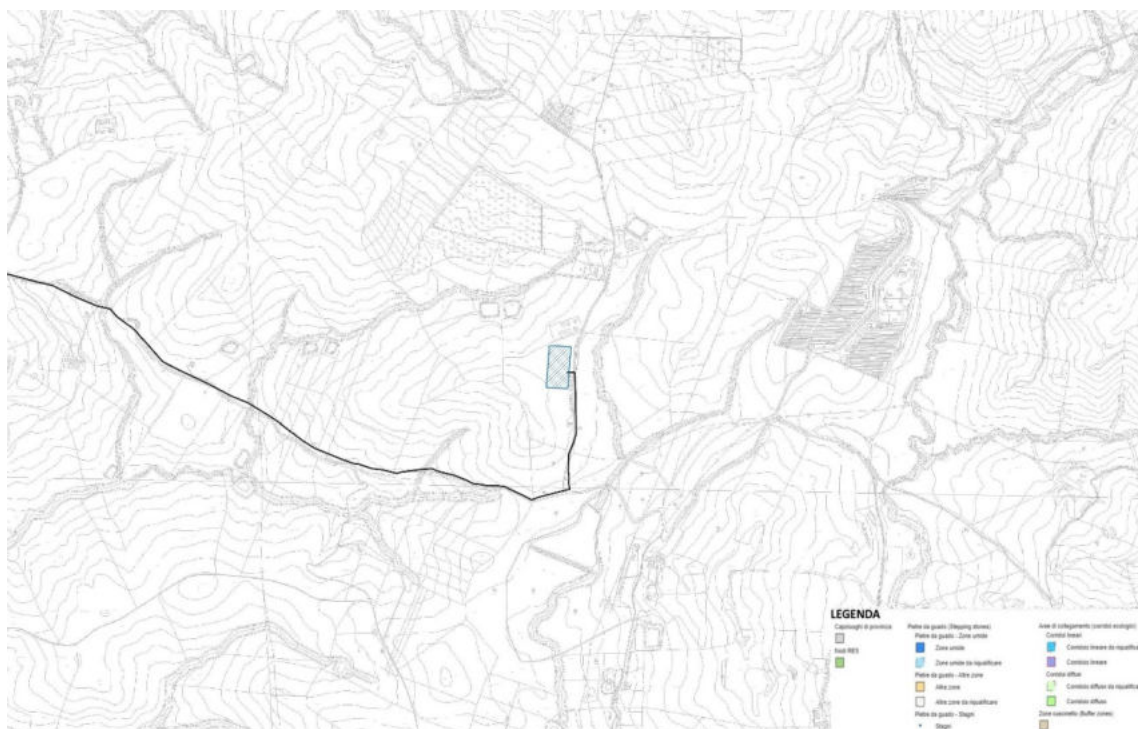 LEGENDA
Capoluoghi di provincia
Nodi RES
Pietre da guado (Stepping stones)
Pietre da guado - Zone umide
Zone umide
Zone umide da riqualificare
Pietre da guado - Altre zone
Altre zone
Altre zone da riqualificare
Pietre da guado - Stagni
Stagni
Aree di collegamento (corridoi ecologici)
Corridoi lineari
Corridoio lineare da riqualifica
Corridoio lineare
Corridoi diffusi
Corridoio diffuso da riqualifica
Corridoio diffuso
Zone cuscinetto (Buffer zones)